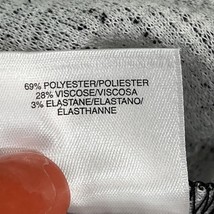 69% POLYESTER/POLIESTER
28% VISCOSE/VISCOSA
3% ELASTANE/ELASTANO/
ÉLASTHANNE